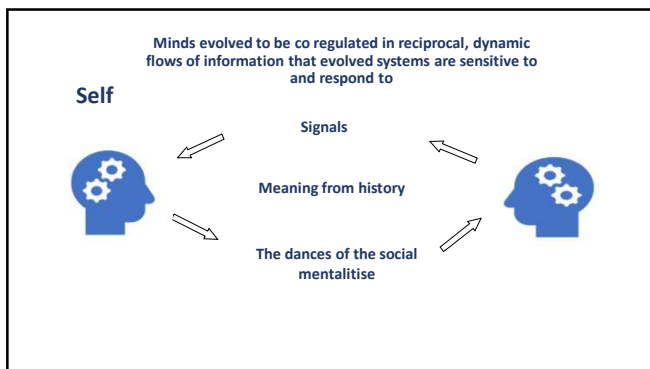 Minds evolved to be co regulated in reciprocal, dynamic
flows of information that evolved systems are sensitive to
and respond to
Self
Signals
Meaning from history
The dances of the social
mentalitise